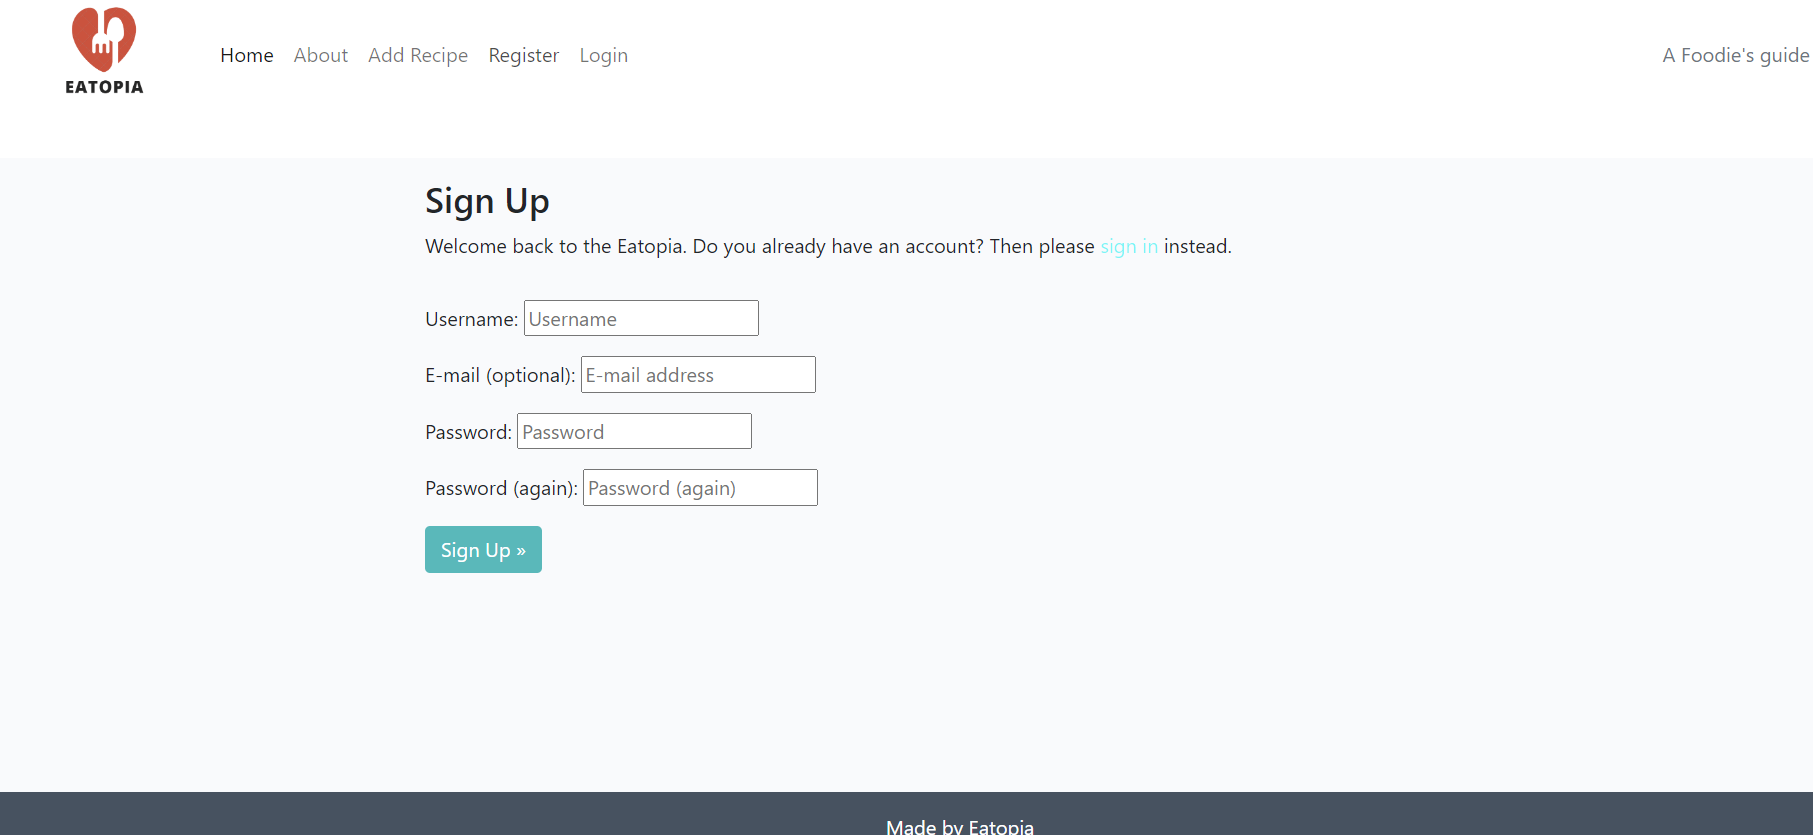 EATOPIA
Home About Add Recipe Register Login
A Foodie's guide
Sign Up
Welcome back to the Eatopia. Do you already have an account? Then please sign in instead.
Username: Username
E-mail (optional): E-mail address
Password: Password
Password (again): Password (again)
Sign Up »
Made by Eatopia